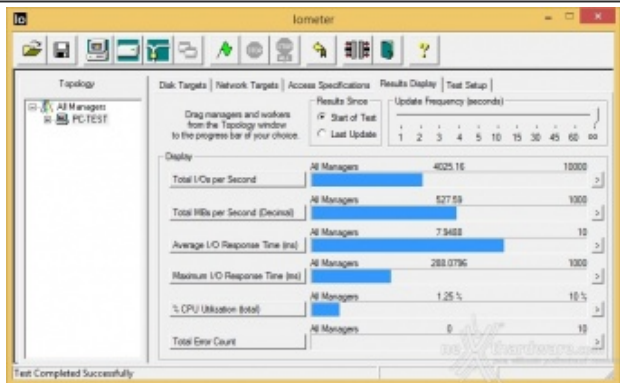 Iometer
Topology
All Managers
PC-TEST
Disk Targets
Network Targets
Access Specifications
Results Display
Test Setup
Drag managers and workers
from the Topology window
to the progress bar of your choice.
Results Since
Start of Test
Last Update
Update Frequency (seconds)
1 2 3 4 5 10 15 30 45 60 ∞
Display
All Managers 4025.16 10000
Total I/Os per Second
All Managers 527.59 1000
Total MBs per Second (Decimal)
All Managers 7.9488 10
Average I/O Response Time (ms)
All Managers 288.0796 1000
Maximum I/O Response Time (ms)
All Managers 1.25 % 10 %
% CPU Utilization (total)
All Managers 0 10
Total Error Count
Test Completed Successfully